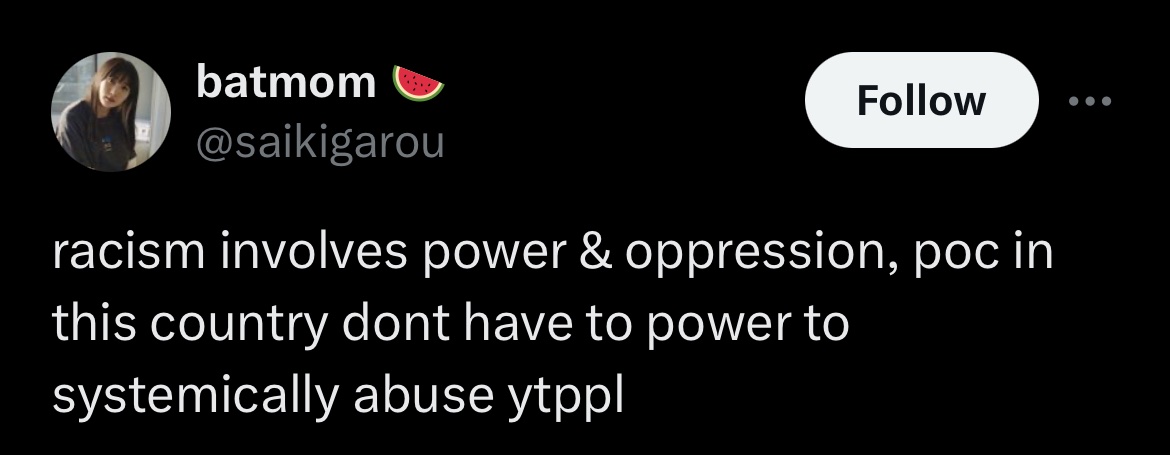 batmom 🍉
@saikigarou
Follow
racism involves power & oppression, poc in
this country dont have to power to
systemically abuse ytppl